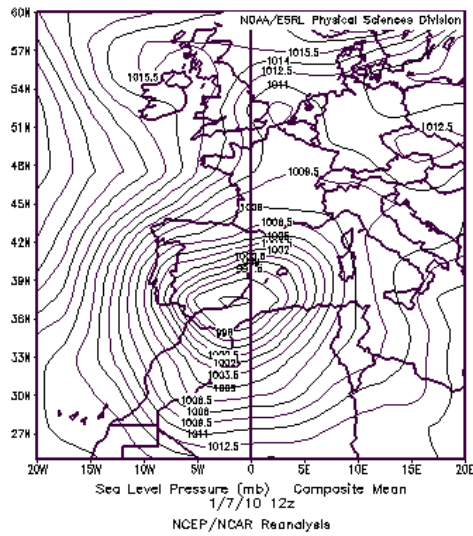 60N
NOAA/ESRL Physical Sciences Division
57N
1015.5
1015.5
1014
1012.5
54N
1011
51N
1012.5
48N
1009.5
45N
1008
1006.5
42N
1002
39N
36N
998
33N
1002
1003.5
30N
1005
1006.5
1008
1009.5
27N
1011
1012.5
20W 15W 10W 5W 0 5E 10E 15E 20E
Sea Level Pressure (mb) Composite Mean
1/7/10 12z
NCEP/NCAR Reanalysis